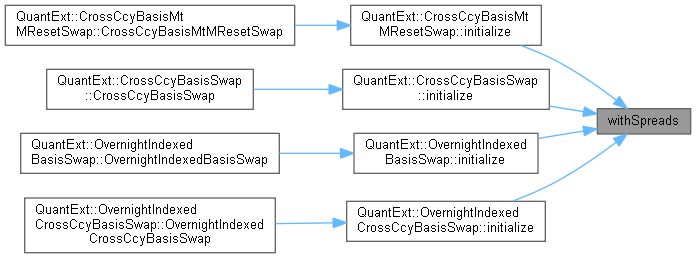 QuantExt::CrossCcyBasisMt
MResetSwap::CrossCcyBasisMtMResetSwap
QuantExt::CrossCcyBasisMt
MResetSwap::initialize
QuantExt::CrossCcyBasisSwap
::CrossCcyBasisSwap
QuantExt::CrossCcyBasisSwap
::initialize
withSpreads
QuantExt::OvernightIndexed
BasisSwap::OvernightIndexedBasisSwap
QuantExt::OvernightIndexed
BasisSwap::initialize
QuantExt::OvernightIndexed
CrossCcyBasisSwap::OvernightIndexed
CrossCcyBasisSwap
QuantExt::OvernightIndexed
CrossCcyBasisSwap::initialize